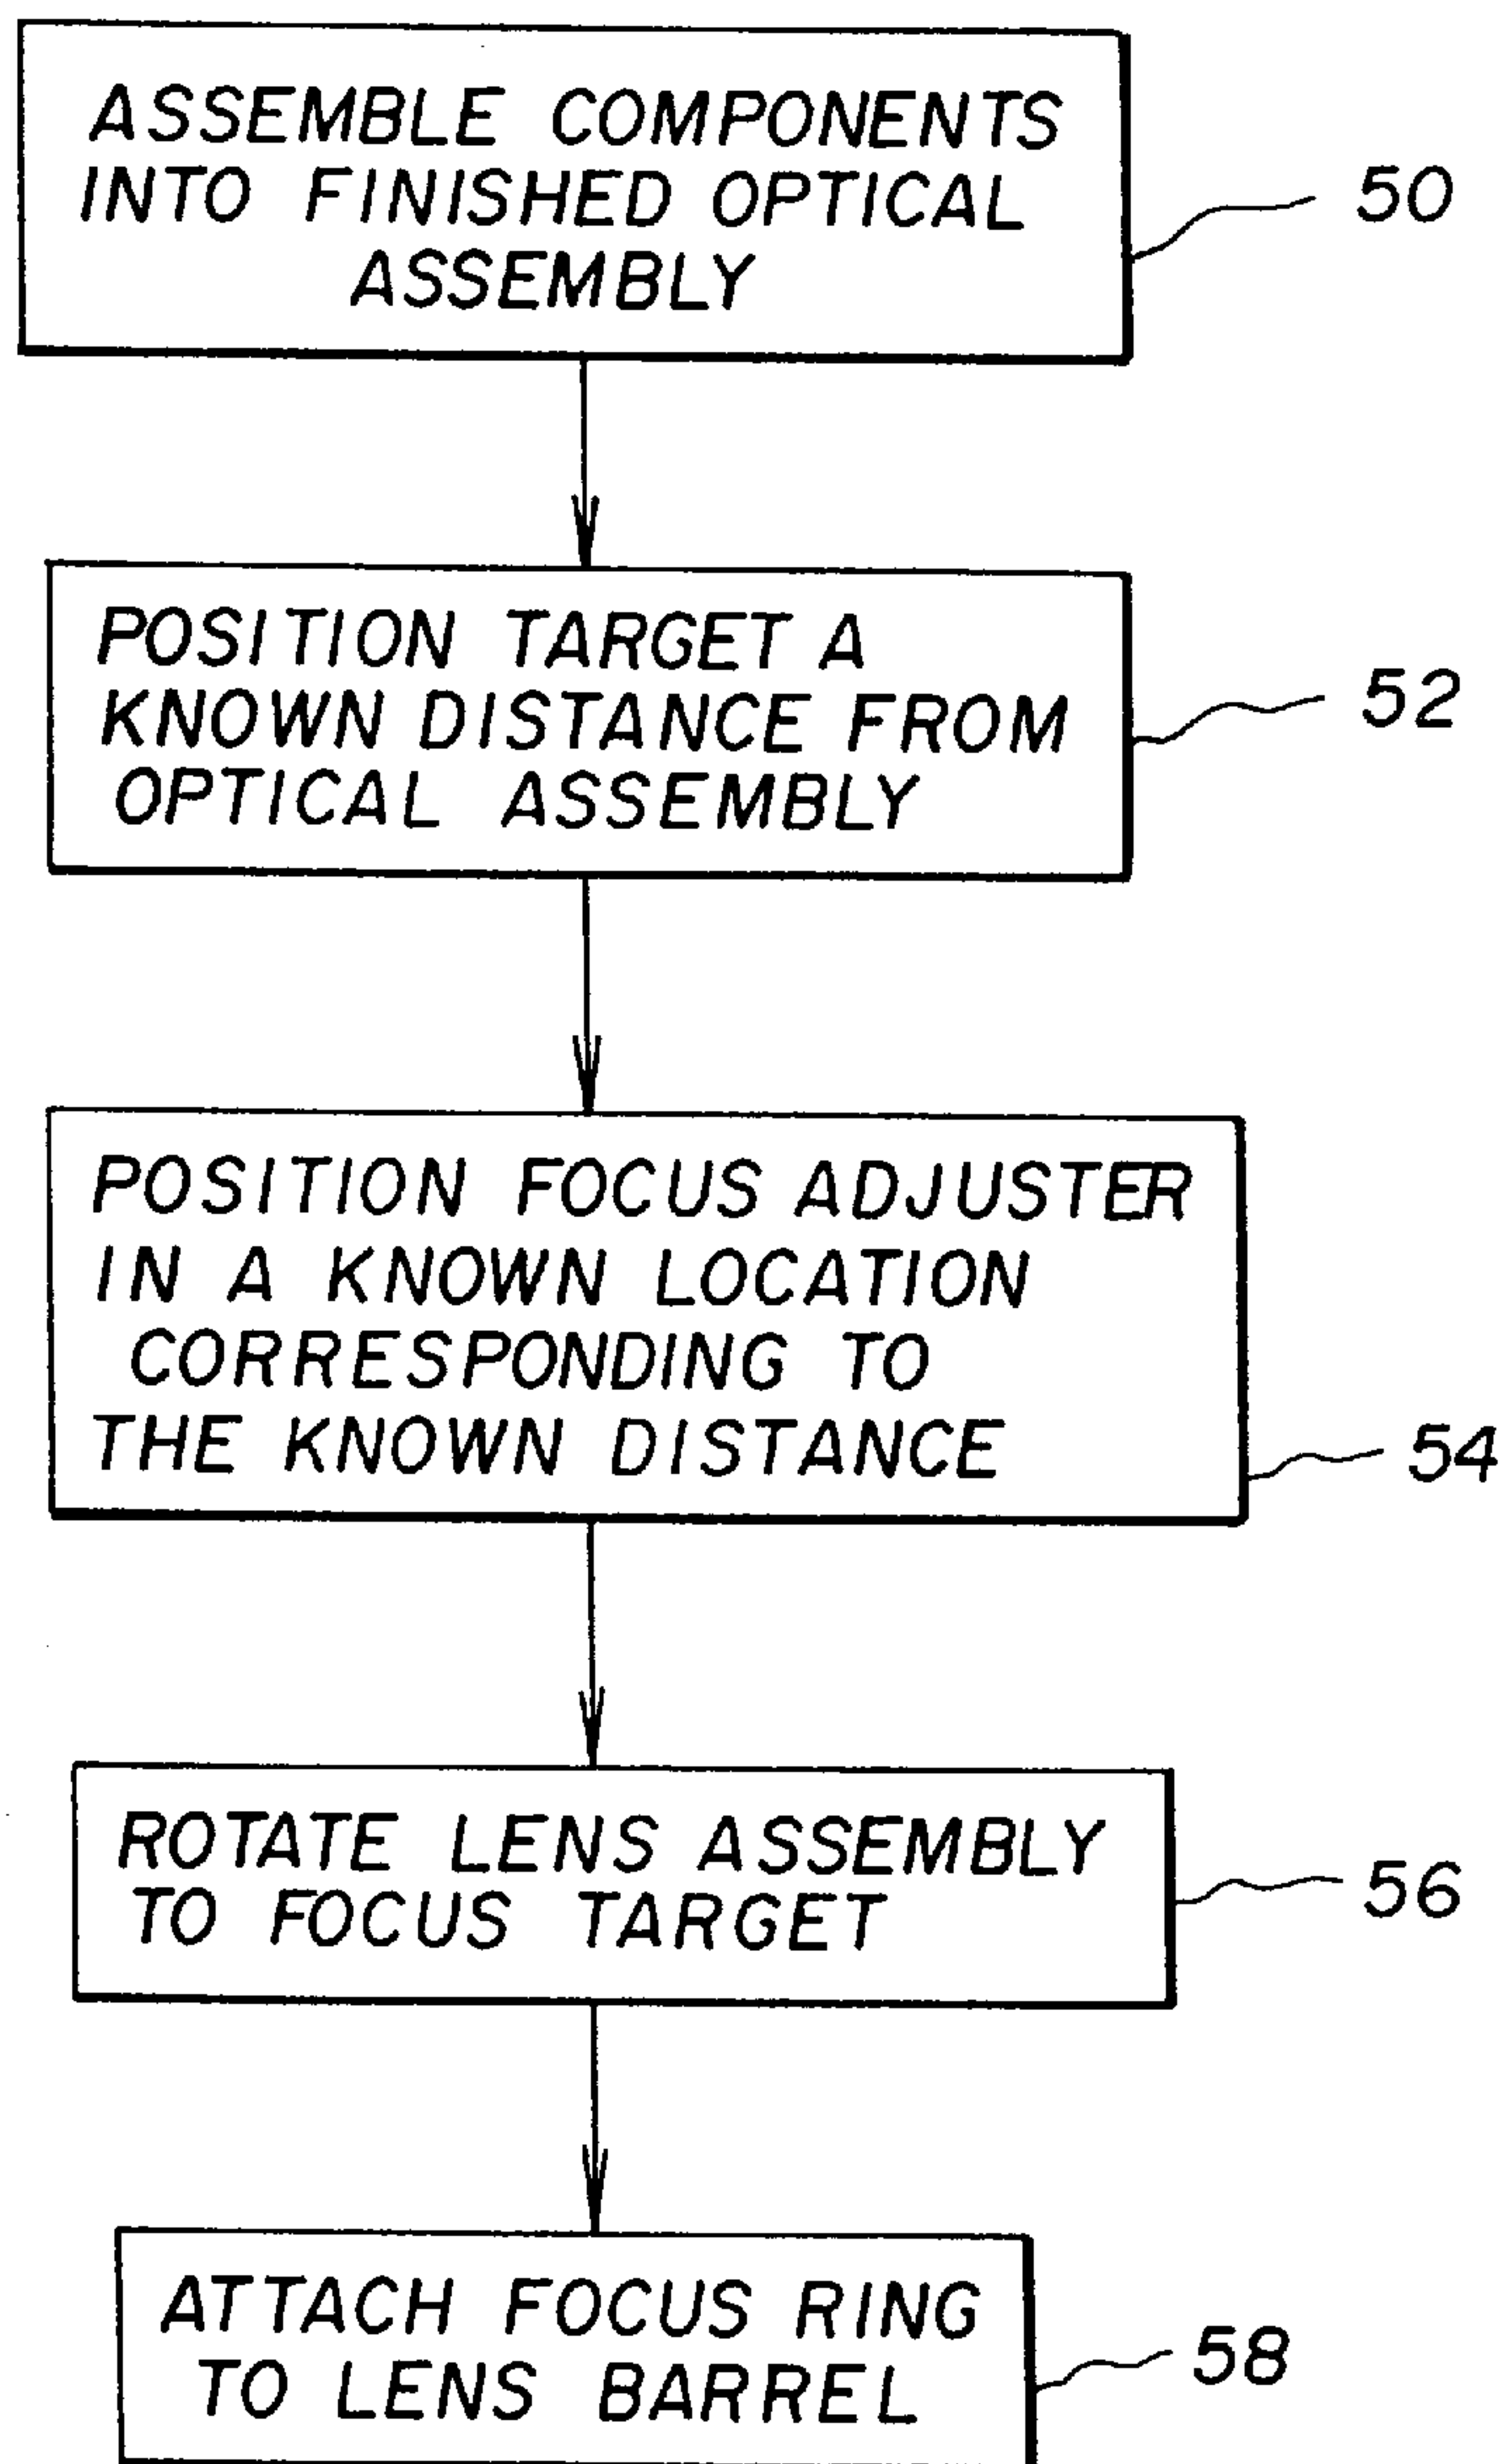 ASSEMBLE COMPONENTS
INTO FINISHED OPTICAL
ASSEMBLY
50
POSITION TARGET A
KNOWN DISTANCE FROM
OPTICAL ASSEMBLY
52
POSITION FOCUS ADJUSTER
IN A KNOWN LOCATION
CORRESPONDING TO
THE KNOWN DISTANCE
54
ROTATE LENS ASSEMBLY
TO FOCUS TARGET
56
ATTACH FOCUS RING
TO LENS BARREL
58